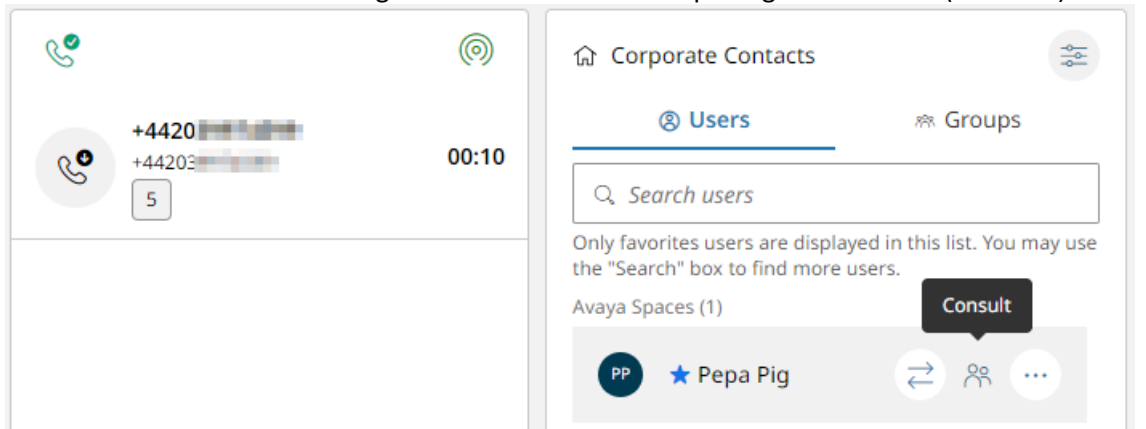 +4420
+44203
00:10
5
Corporate Contacts
Users
Groups
Search users
Only favorites users are displayed in this list. You may use
the "Search" box to find more users.
Avaya Spaces (1)
Consult
PP
Pepa Pig